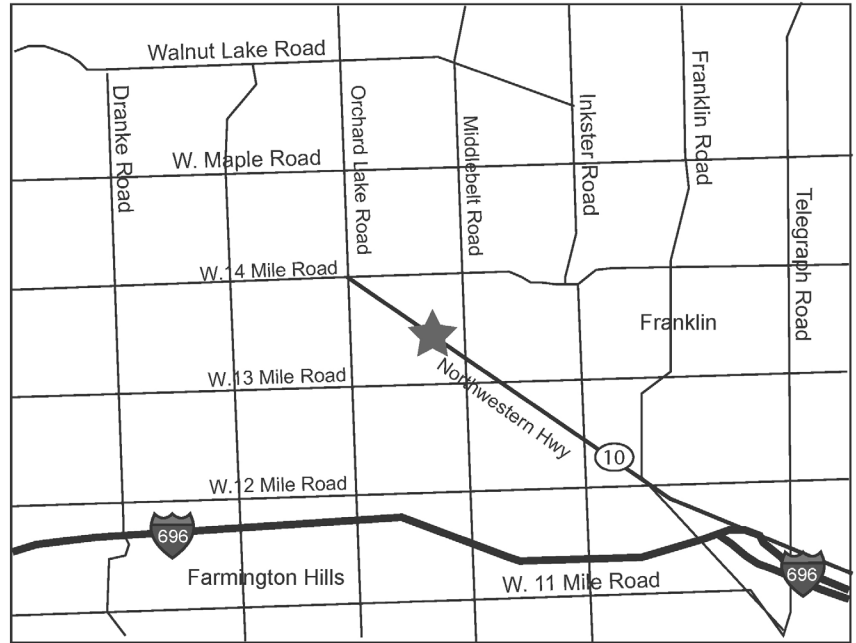 Walnut Lake Road
Dranke Road
Orchard Lake Road
Middlebelt Road
Inkster Road
Franklin Road
Telegraph Road
W. Maple Road
W.14 Mile Road
Franklin
W.13 Mile Road
Northwestern Hwy
10
W.12 Mile Road
696
Farmington Hills
W. 11 Mile Road
696